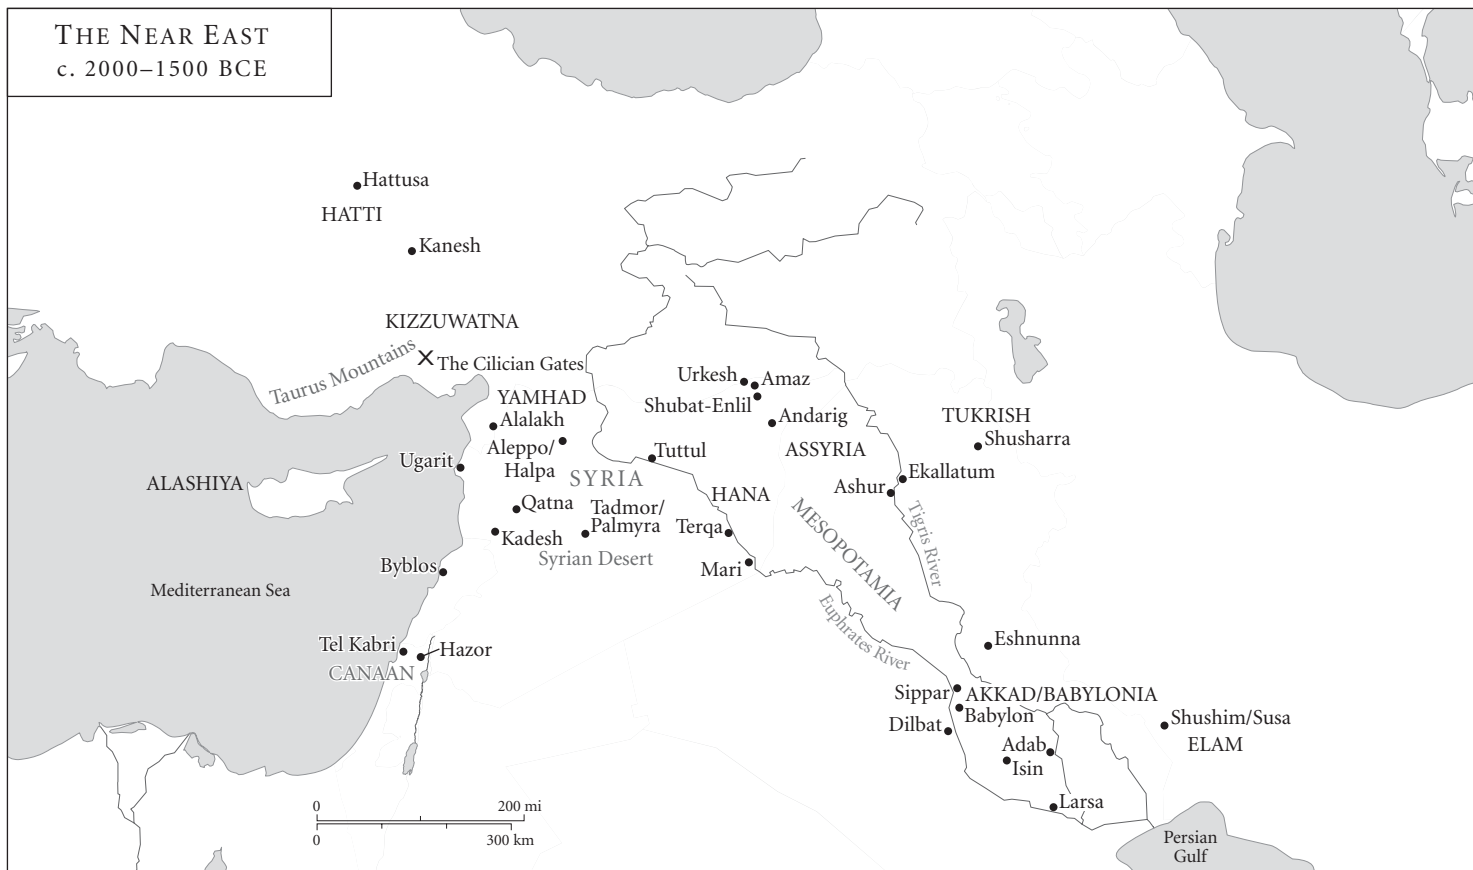 THE NEAR EAST
c. 2000–1500 BCE
Hattusa
HATTI
Kanesh
KIZZUWATNA
Taurus Mountains
The Cilician Gates
Urkesh
Amaz
Shubat-Enlil
YAMHAD
Alalakh
Andarig
TUKRISH
Shusharra
Aleppo/
Halpa
Tuttul
ASSYRIA
Ugarit
Ekallatum
SYRIA
ALASHIYA
Ashur
HANA
Qatna
Tadmor/
Palmyra
Terqa
MESOPOTAMIA
Tigris River
Kadesh
Syrian Desert
Byblos
Mari
Mediterranean Sea
Euphrates River
Tel Kabri
Hazor
CANAAN
Eshnunna
Sippar
AKKAD/BABYLONIA
Babylon
Dilbat
Shushim/Susa
ELAM
Adab
Isin
Larsa
0
200 mi
0
300 km
Persian
Gulf